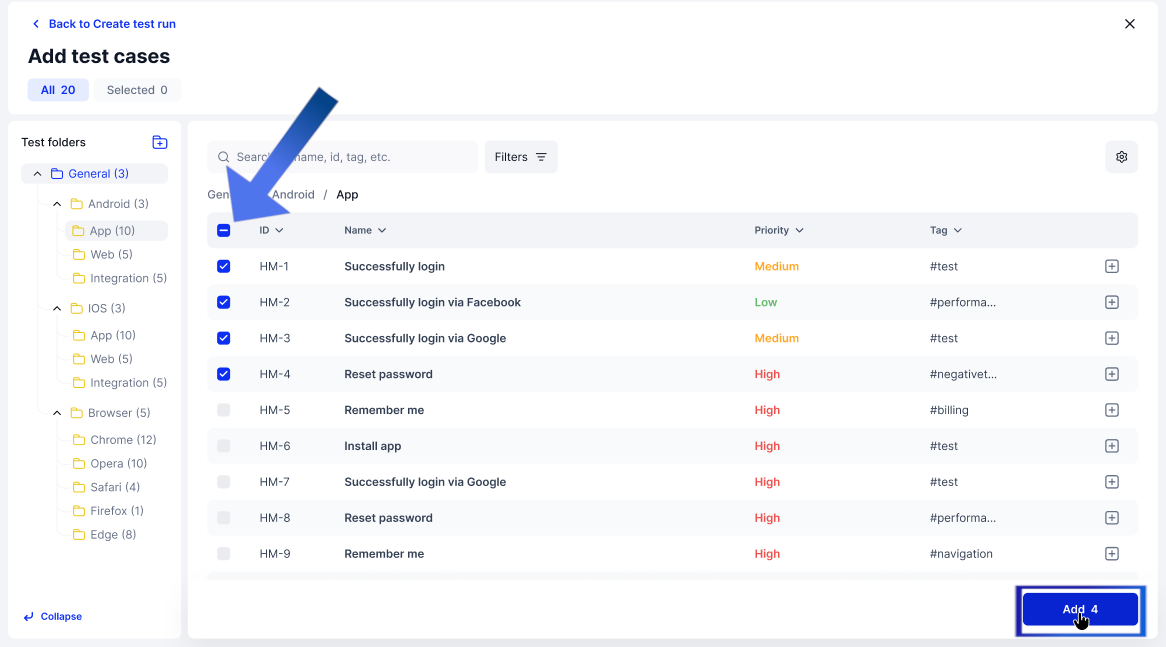 Back to Create test run
Add test cases
All 20
Selected 0
Test folders
General (3)
Android (3)
App (10)
Web (5)
Integration (5)
IOS (3)
App (10)
Web (5)
Integration (5)
Browser (5)
Chrome (12)
Opera (10)
Safari (4)
Firefox (1)
Edge (8)
Collapse
name, id, tag, etc.
Filters
Android / App
ID Name Priority Tag
HM-1 Successfully login Medium #test
HM-2 Successfully login via Facebook Low #performa...
HM-3 Successfully login via Google Medium #test
HM-4 Reset password High #negativet...
HM-5 Remember me High #billing
HM-6 Install app High #test
HM-7 Successfully login via Google High #test
HM-8 Reset password High #performa...
HM-9 Remember me High #navigation
Add 4